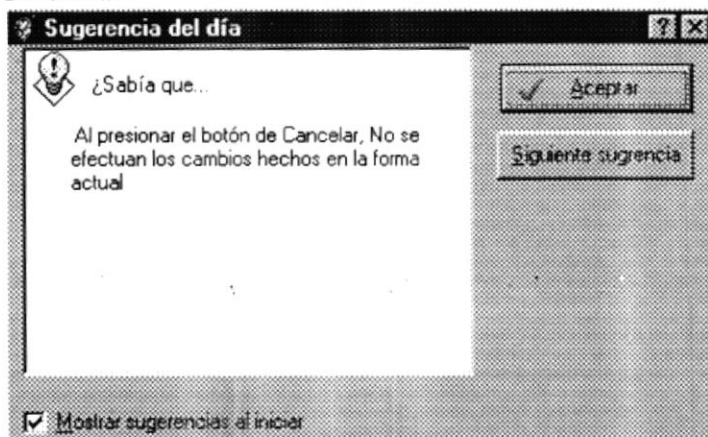 Sugerencia del día
¿Sabía que...
Al presionar el botón de Cancelar, No se
efectuan los cambios hechos en la forma
actual
Aceptar
Siguiente sugrencia
Mostrar sugerencias al iniciar